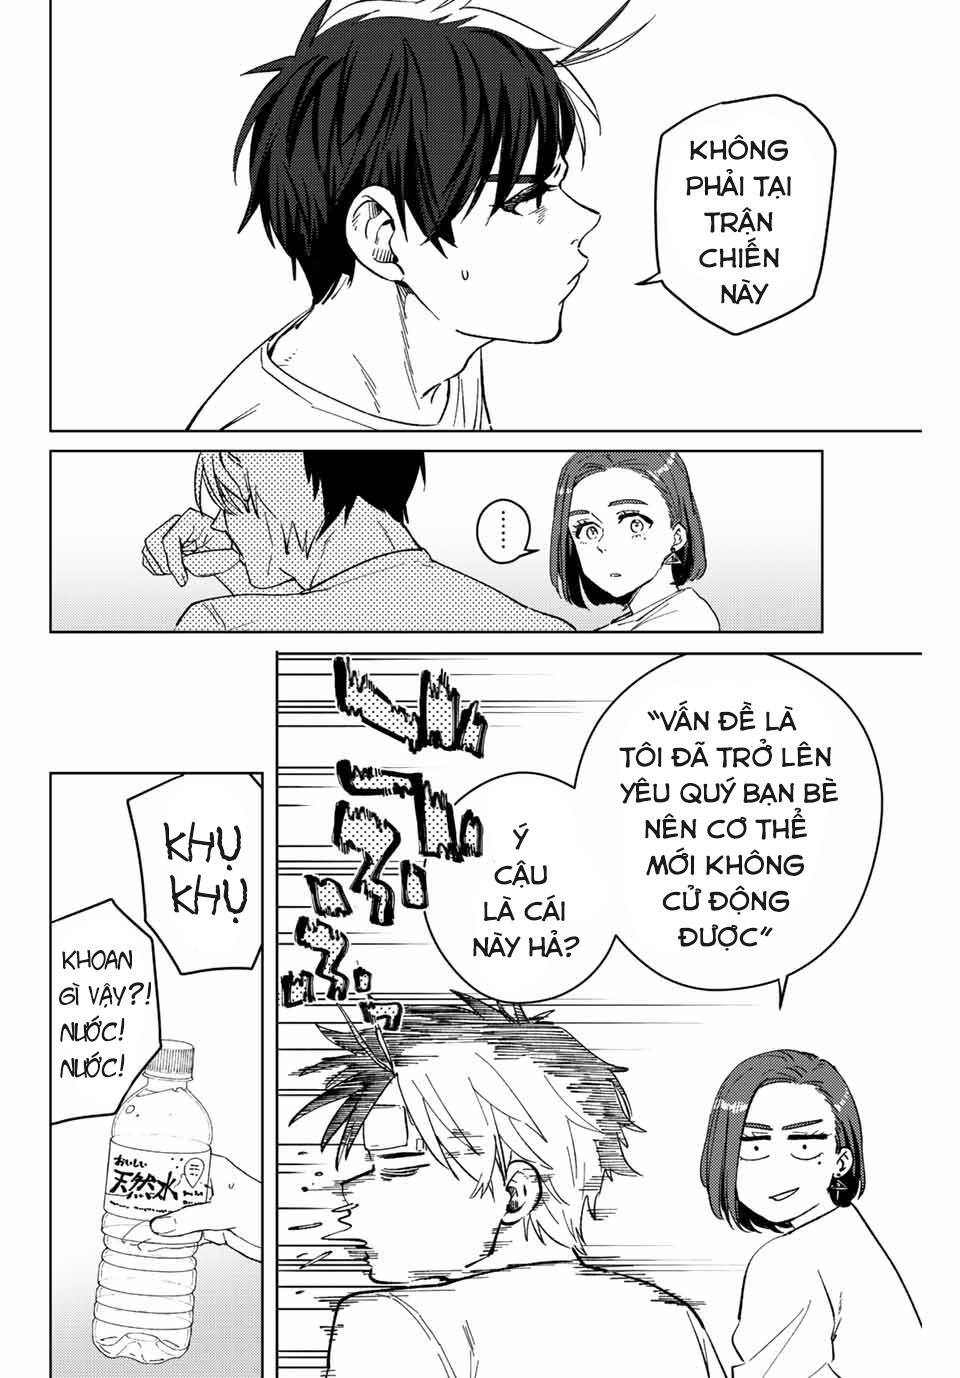 KHÔNG
PHẢI TẠI
TRẬN
CHIẾN
NÀY
......
"VẤN ĐỀ LÀ
TÔI ĐÃ TRỞ LÊN
YÊU QUÝ BẠN BÈ
NÊN CƠ THỂ
MỚI KHÔNG
CỬ ĐỘNG
ĐƯỢC"
Ý
CẬU
LÀ CÁI
NÀY HẢ?
KHỤ
KHỤ
KHOAN
GÌ VẬY?!
NƯỚC!
NƯỚC!
おいしい
天然水